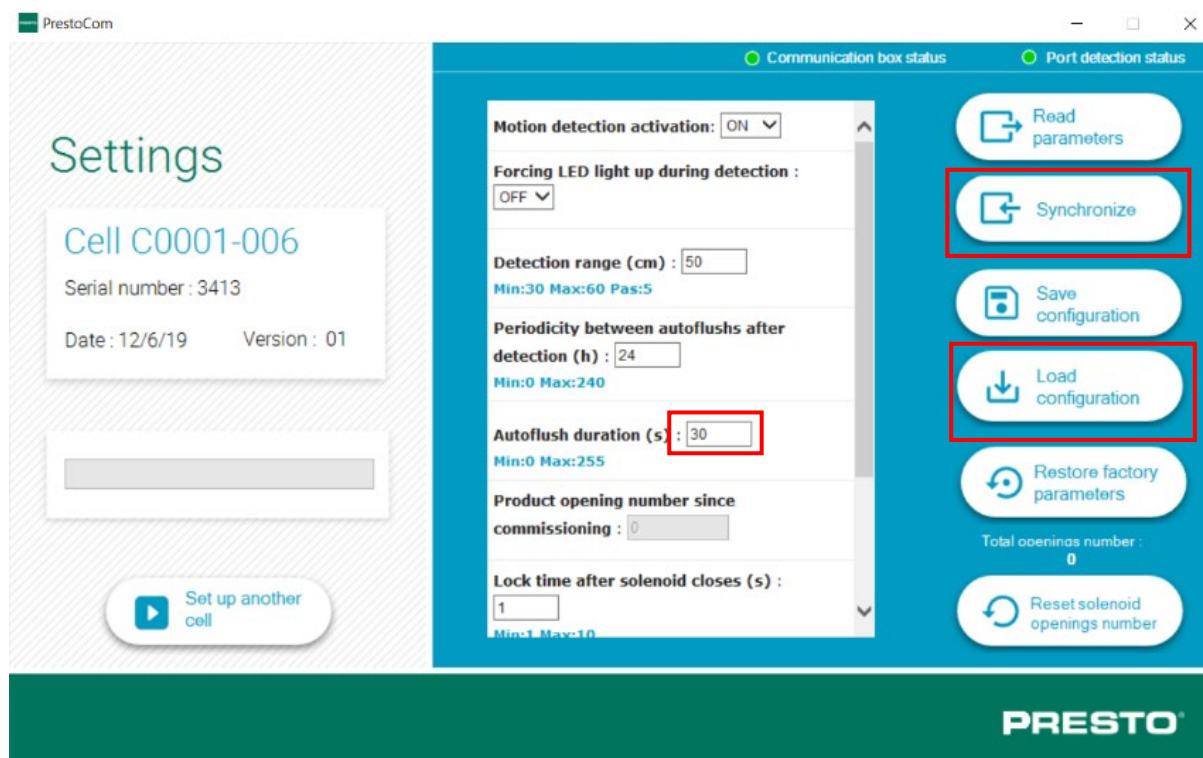 PrestoCom
Communication box status
Port detection status
Settings
Cell C0001-006
Serial number : 3413
Date : 12/6/19 Version : 01
Set up another
cell
Motion detection activation: ON
Forcing LED light up during detection :
OFF
Detection range (cm) : 50
Min:30 Max:60 Pas:5
Periodicity between autoflushs after
detection (h) : 24
Min:0 Max:240
Autoflush duration (s) : 30
Min:0 Max:255
Product opening number since
commissioning : 0
Lock time after solenoid closes (s) :
1
Min:1 Max:10
Read
parameters
Synchronize
Save
configuration
Load
configuration
Restore factory
parameters
Total openings number :
0
Reset solenoid
openings number
PRESTO